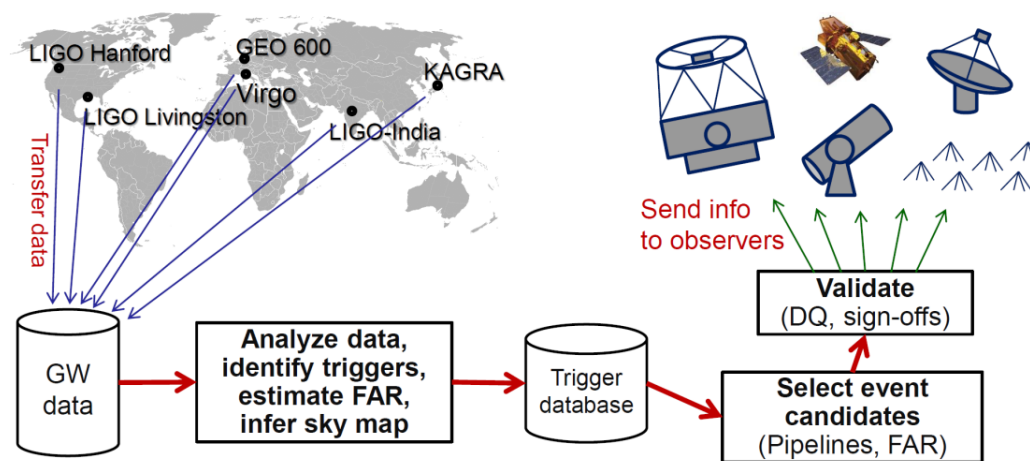 LIGO Hanford
GEO 600
KAGRA
Virgo
LIGO Livingston
LIGO-India
Transfer data
Send info
to observers
Validate
(DQ, sign-offs)
GW
data
Analyze data,
identify triggers,
estimate FAR,
infer sky map
Trigger
database
Select event
candidates
(Pipelines, FAR)